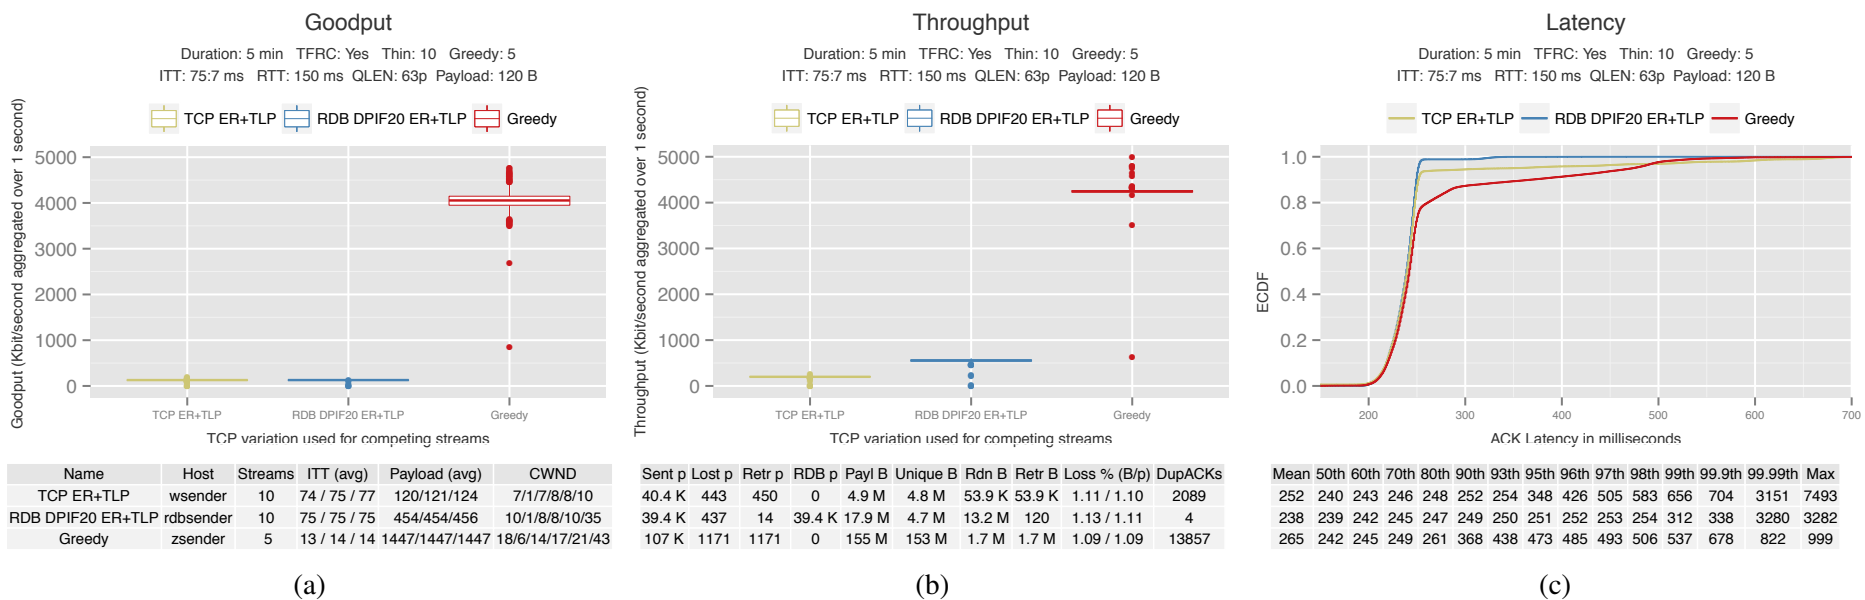 Goodput
Duration: 5 min TFRC: Yes Thin: 10 Greedy: 5
ITT: 75:7 ms RTT: 150 ms QLEN: 63p Payload: 120 B
TCP ER+TLP RDB DPIF20 ER+TLP Greedy
Goodput (Kbit/second aggregated over 1 second)
5000
4000
3000
2000
1000
0
TCP ER+TLP RDB DPIF20 ER+TLP Greedy
TCP variation used for competing streams
Name Host Streams ITT (avg) Payload (avg) CWND
TCP ER+TLP wsender 10 74 / 75 / 77 120/121/124 7/1/7/8/8/10
RDB DPIF20 ER+TLP rdbsender 10 75 / 75 / 75 454/454/456 10/1/8/8/10/35
Greedy zsender 5 13 / 14 / 14 1447/1447/1447 18/6/14/17/21/43
(a)
Throughput
Duration: 5 min TFRC: Yes Thin: 10 Greedy: 5
ITT: 75:7 ms RTT: 150 ms QLEN: 63p Payload: 120 B
TCP ER+TLP RDB DPIF20 ER+TLP Greedy
Throughput (Kbit/second aggregated over 1 second)
5000
4000
3000
2000
1000
0
TCP ER+TLP RDB DPIF20 ER+TLP Greedy
TCP variation used for competing streams
Sent p Lost p Retr p RDB p Payl B Unique B Rdn B Retr B Loss % (B/p) DupACKs
40.4 K 443 450 0 4.9 M 4.8 M 53.9 K 53.9 K 1.11 / 1.10 2089
39.4 K 437 14 39.4 K 17.9 M 4.7 M 13.2 M 120 1.13 / 1.11 4
107 K 1171 1171 0 155 M 153 M 1.7 M 1.7 M 1.09 / 1.09 13857
(b)
Latency
Duration: 5 min TFRC: Yes Thin: 10 Greedy: 5
ITT: 75:7 ms RTT: 150 ms QLEN: 63p Payload: 120 B
TCP ER+TLP RDB DPIF20 ER+TLP Greedy
ECDF
1.0
0.8
0.6
0.4
0.2
0.0
200 300 400 500 600 700
ACK Latency in milliseconds
Mean 50th 60th 70th 80th 90th 93th 95th 96th 97th 98th 99th 99.9th 99.99th Max
252 240 243 246 248 252 254 348 426 505 583 656 704 3151 7493
238 239 242 245 247 249 250 251 252 253 254 312 338 3280 3282
265 242 245 249 261 368 438 473 485 493 506 537 678 822 999
(c)